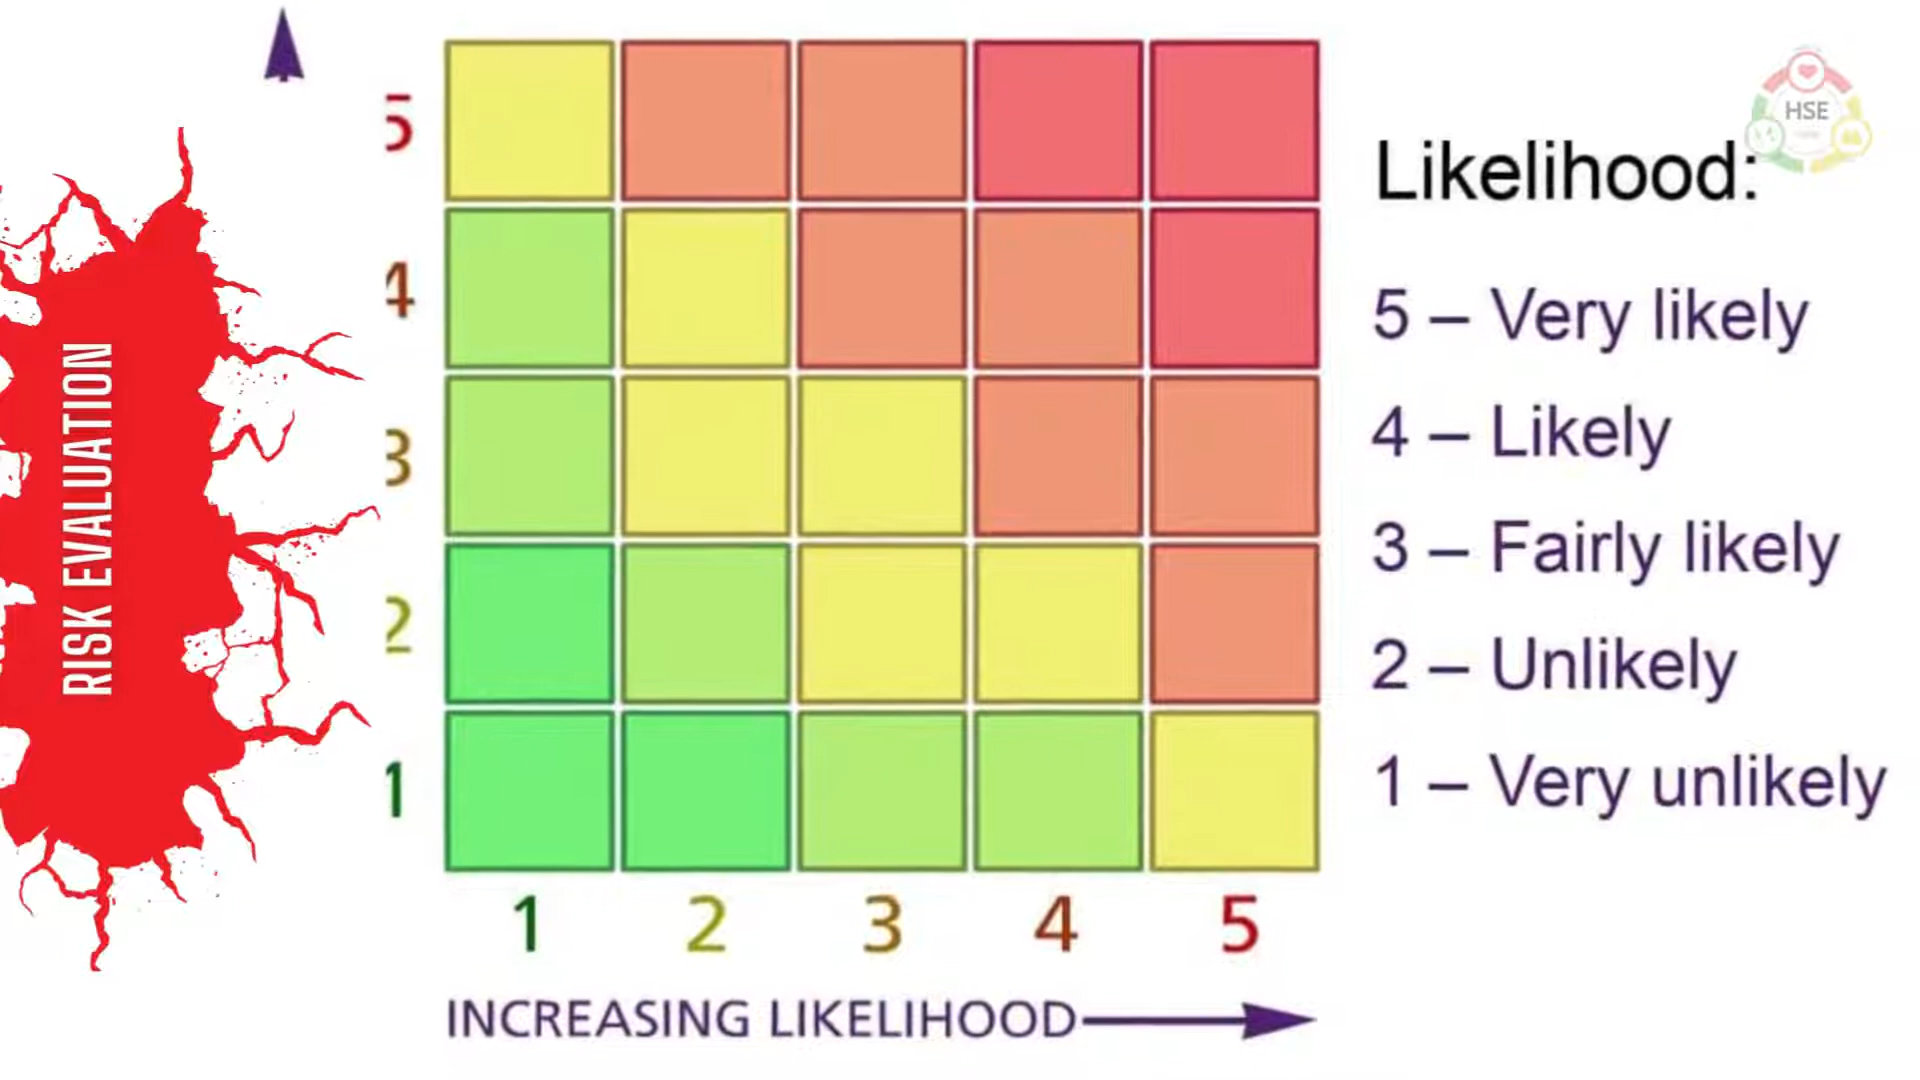 RISK EVALUATION
5
4
3
2
1
1 2 3 4 5
INCREASING LIKELIHOOD
HSE
Likelihood:
5 – Very likely
4 – Likely
3 – Fairly likely
2 – Unlikely
1 – Very unlikely